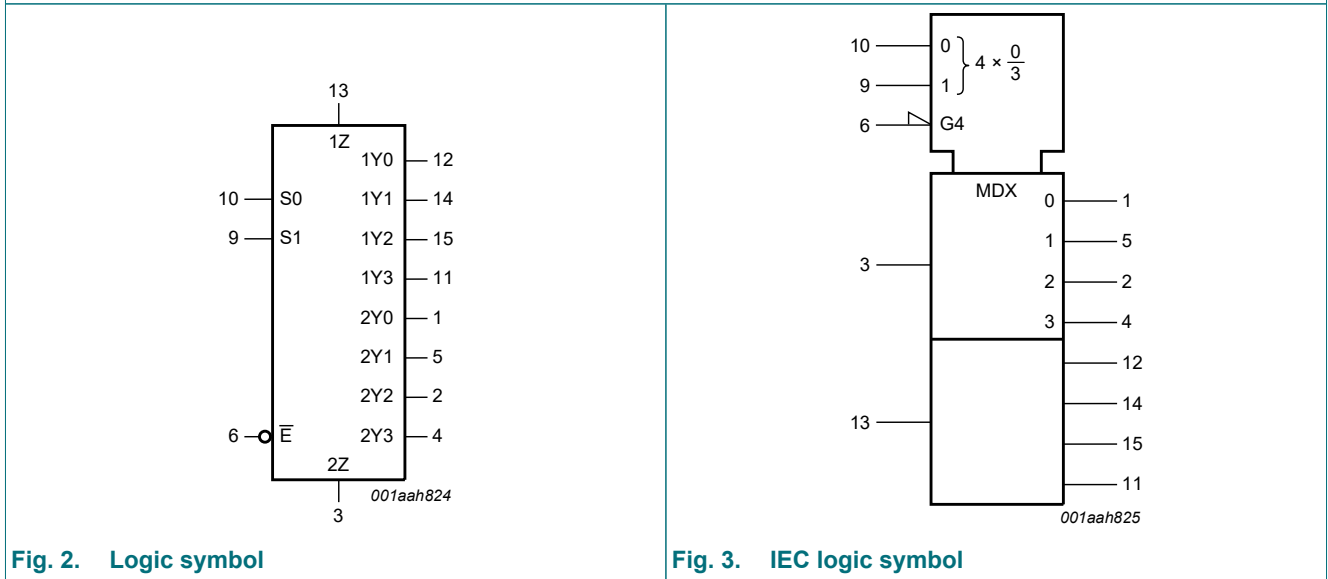 13
1Z
1Y0 12
10 S0 1Y1 14
9 S1 1Y2 15
1Y3 11
2Y0 1
2Y1 5
2Y2 2
6 E̅ 2Y3 4
2Z
001aah824
3
Fig. 2. Logic symbol
10 0 } 4 × 0/3
9 1
6 G4
MDX
0 1
1 5
3
2 2
3 4
12
14
13
15
11
001aah825
Fig. 3. IEC logic symbol